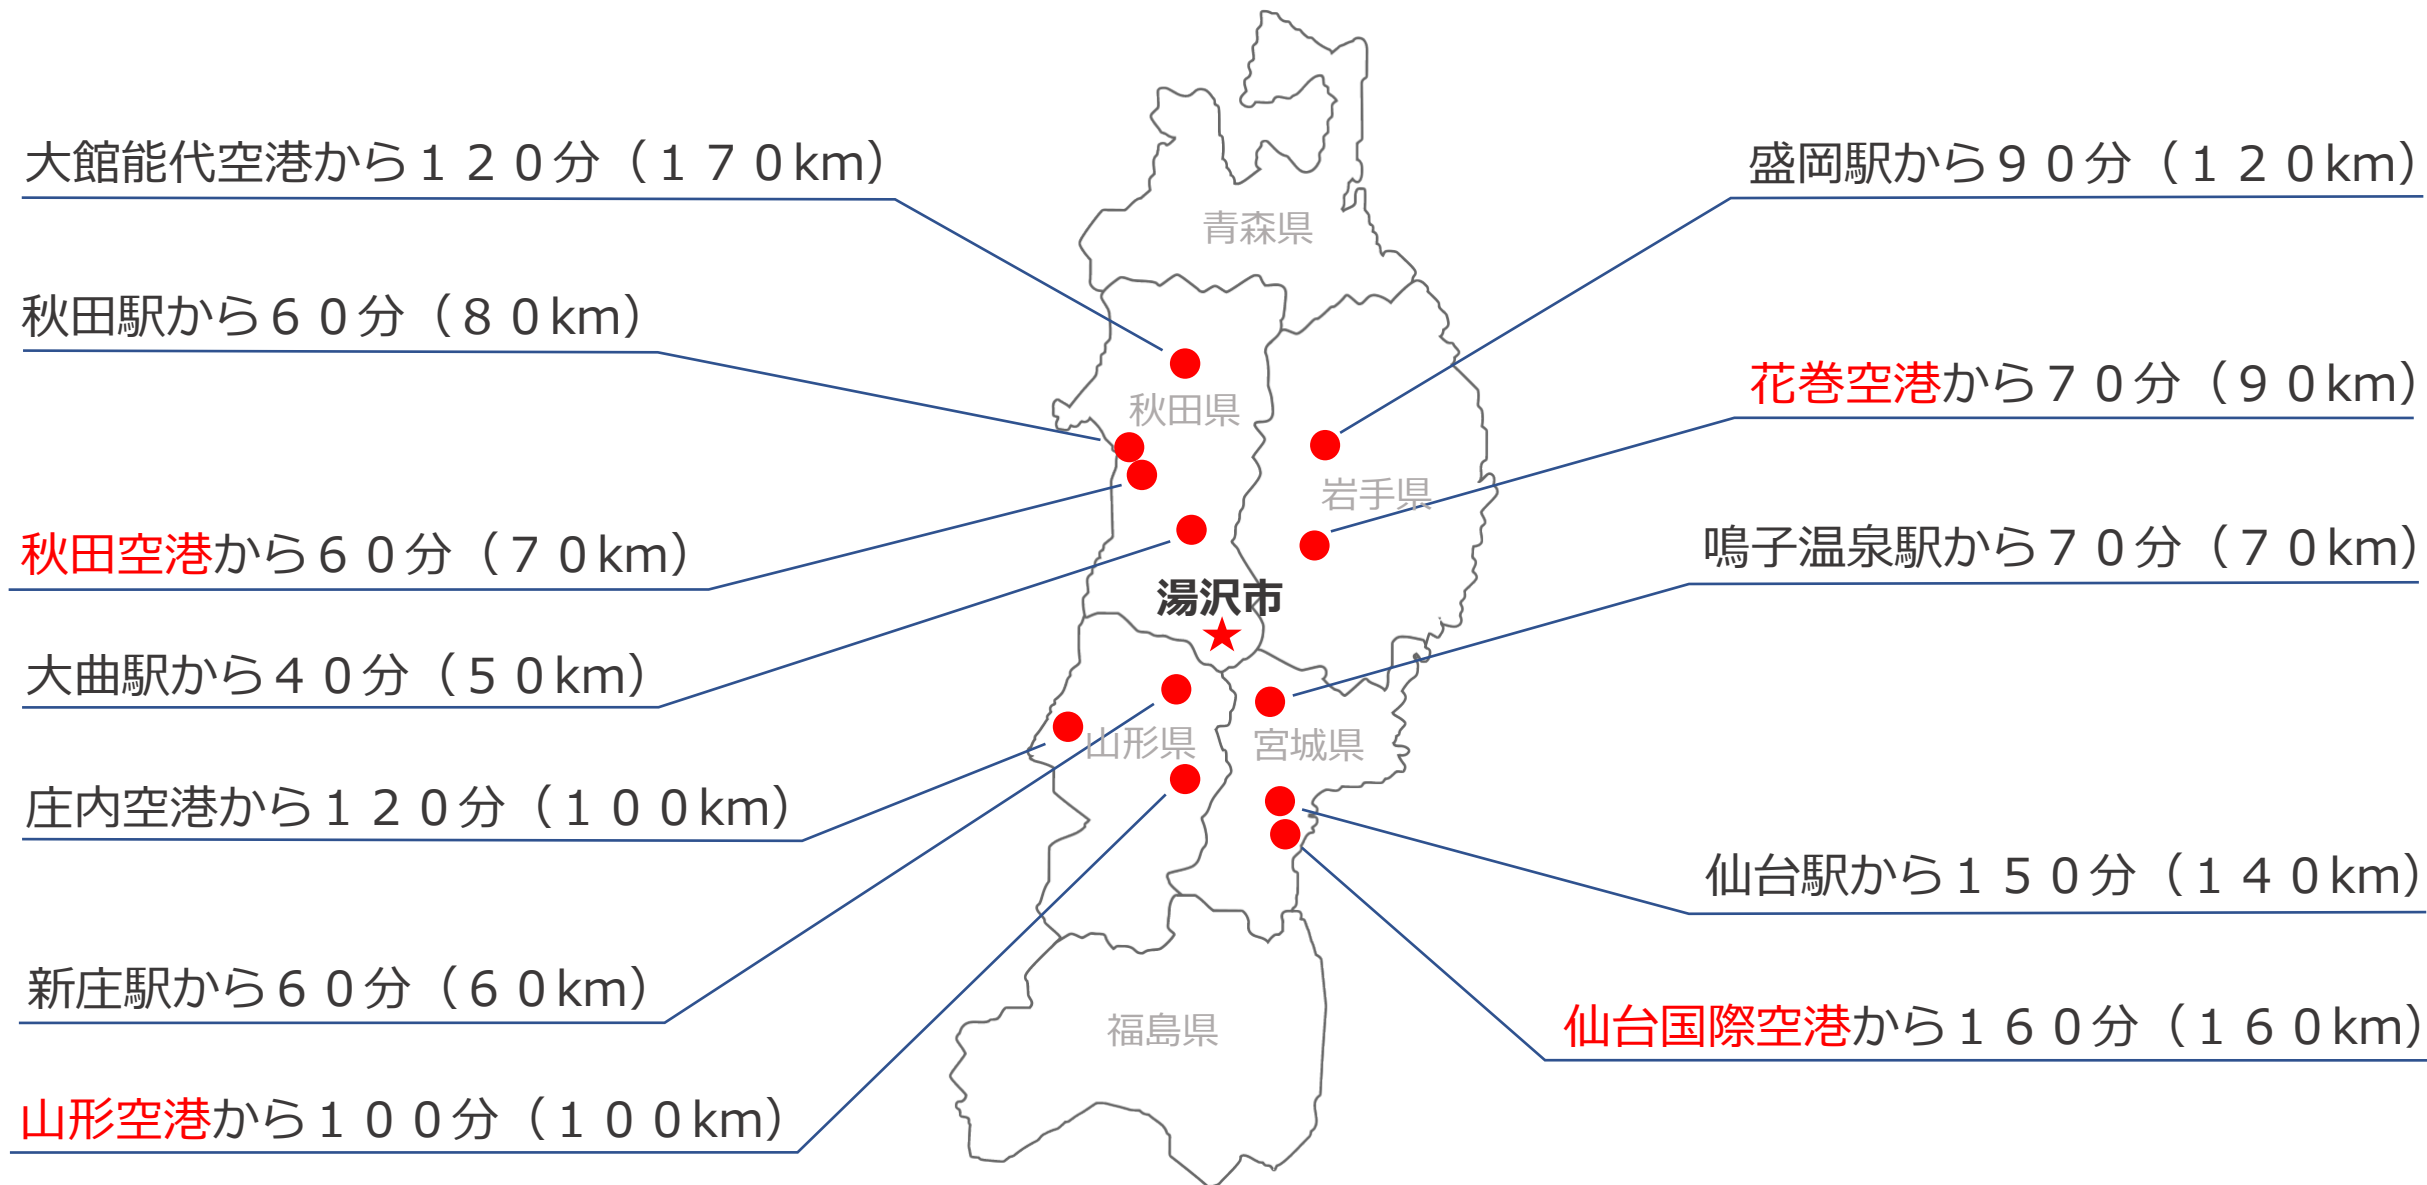 大館能代空港から１２０分（１７０km）
秋田駅から６０分（８０km）
秋田空港から６０分（７０km）
大曲駅から４０分（５０km）
庄内空港から１２０分（１００km）
新庄駅から６０分（６０km）
山形空港から１００分（１００km）
青森県
秋田県
岩手県
湯沢市
山形県
宮城県
福島県
盛岡駅から９０分（１２０km）
花巻空港から７０分（９０km）
鳴子温泉駅から７０分（７０km）
仙台駅から１５０分（１４０km）
仙台国際空港から１６０分（１６０km）